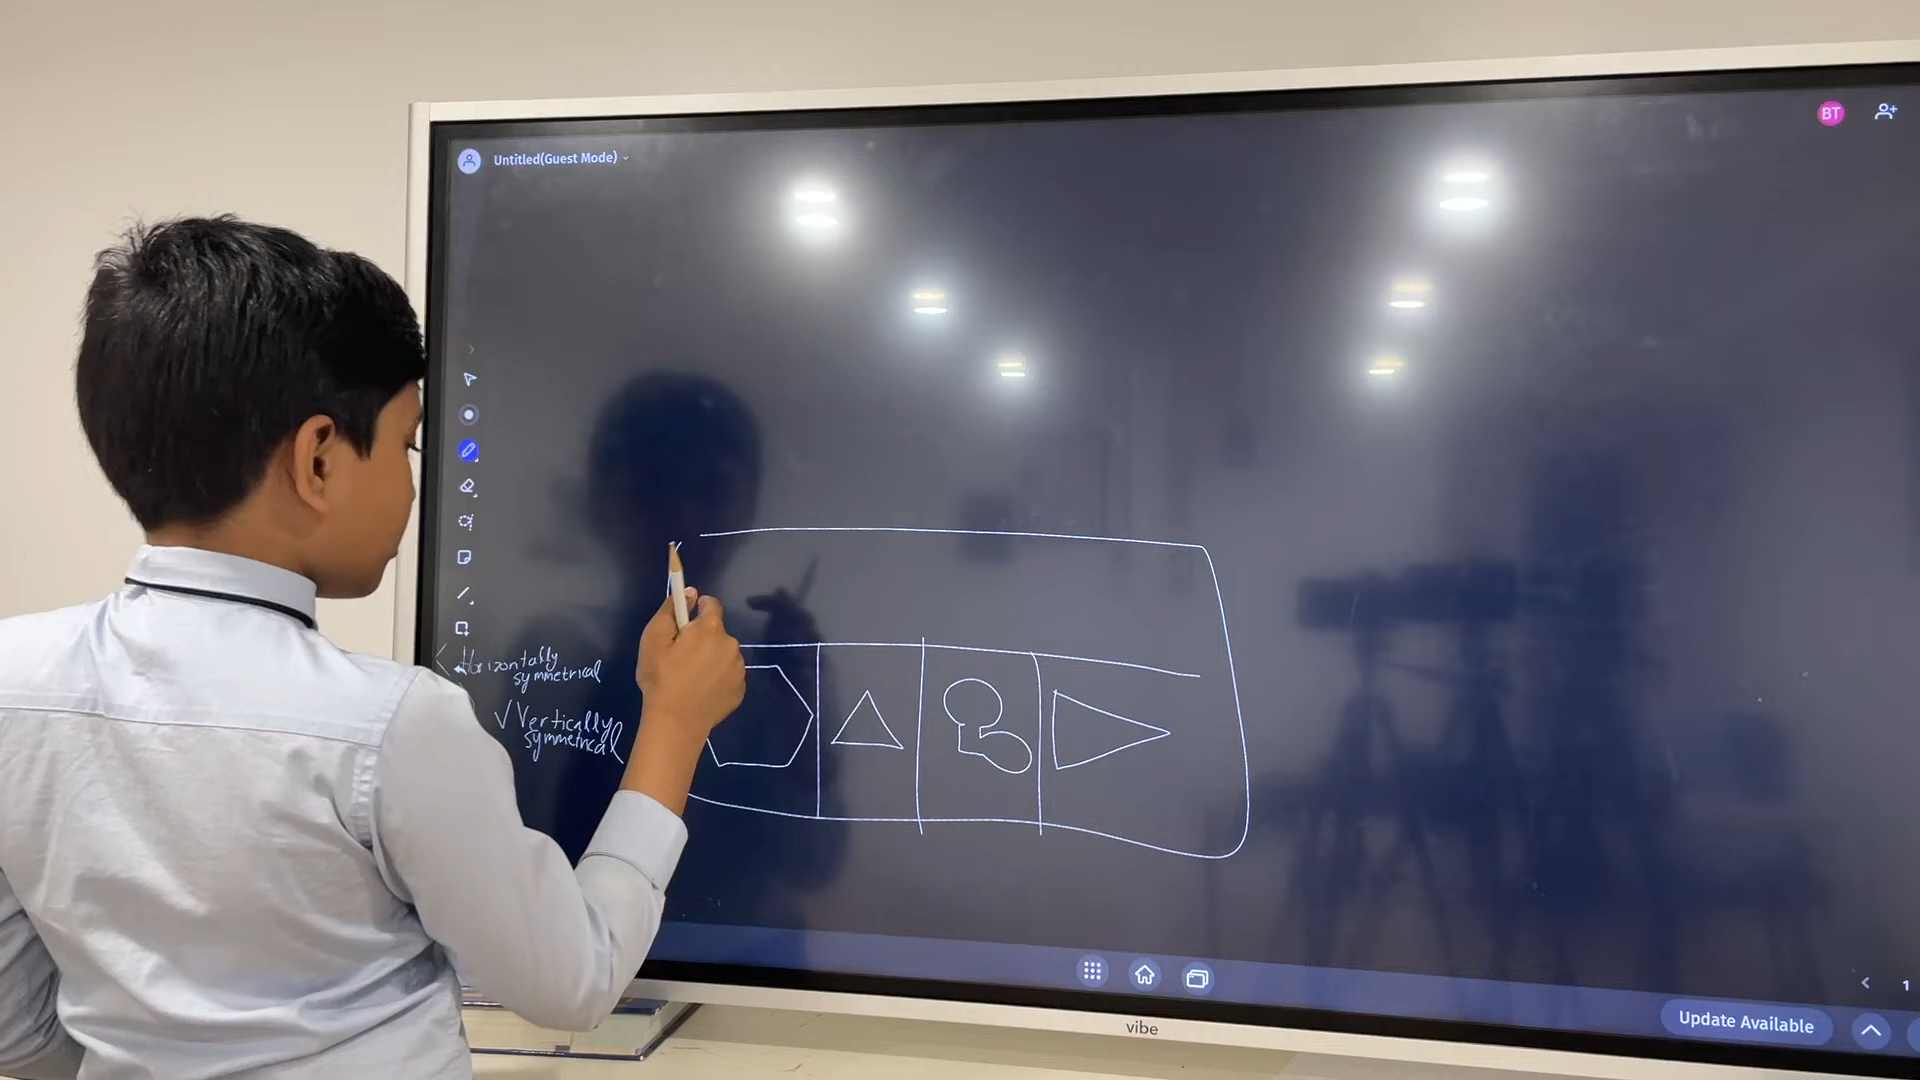 BT
Untitled(Guest Mode)
Horizontally
symmetrical
Vertically
symmetrical
1
Update Available
vibe